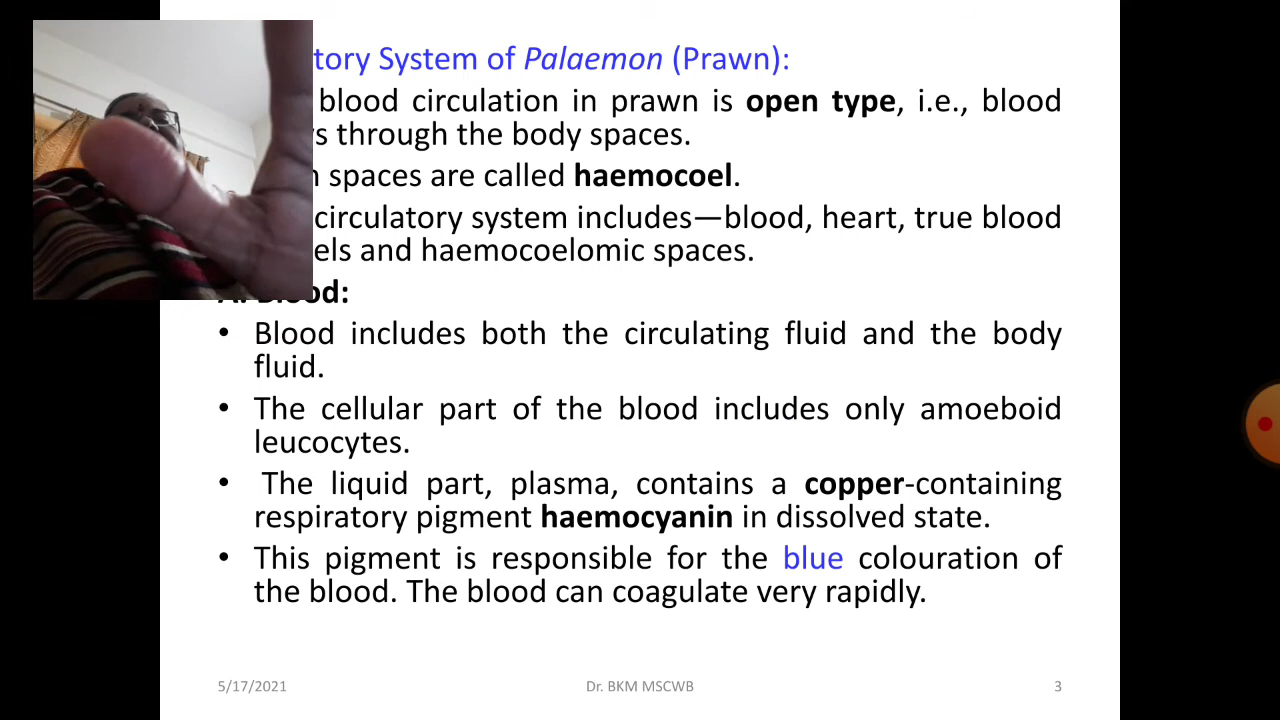 tory System of Palaemon (Prawn):
blood circulation in prawn is open type, i.e., blood
s through the body spaces.
spaces are called haemocoel.
circulatory system includes—blood, heart, true blood
els and haemocoelomic spaces.
A. Blood:
• Blood includes both the circulating fluid and the body
fluid.
• The cellular part of the blood includes only amoeboid
leucocytes.
• The liquid part, plasma, contains a copper-containing
respiratory pigment haemocyanin in dissolved state.
• This pigment is responsible for the blue colouration of
the blood. The blood can coagulate very rapidly.
5/17/2021 Dr. BKM MSCWB 3